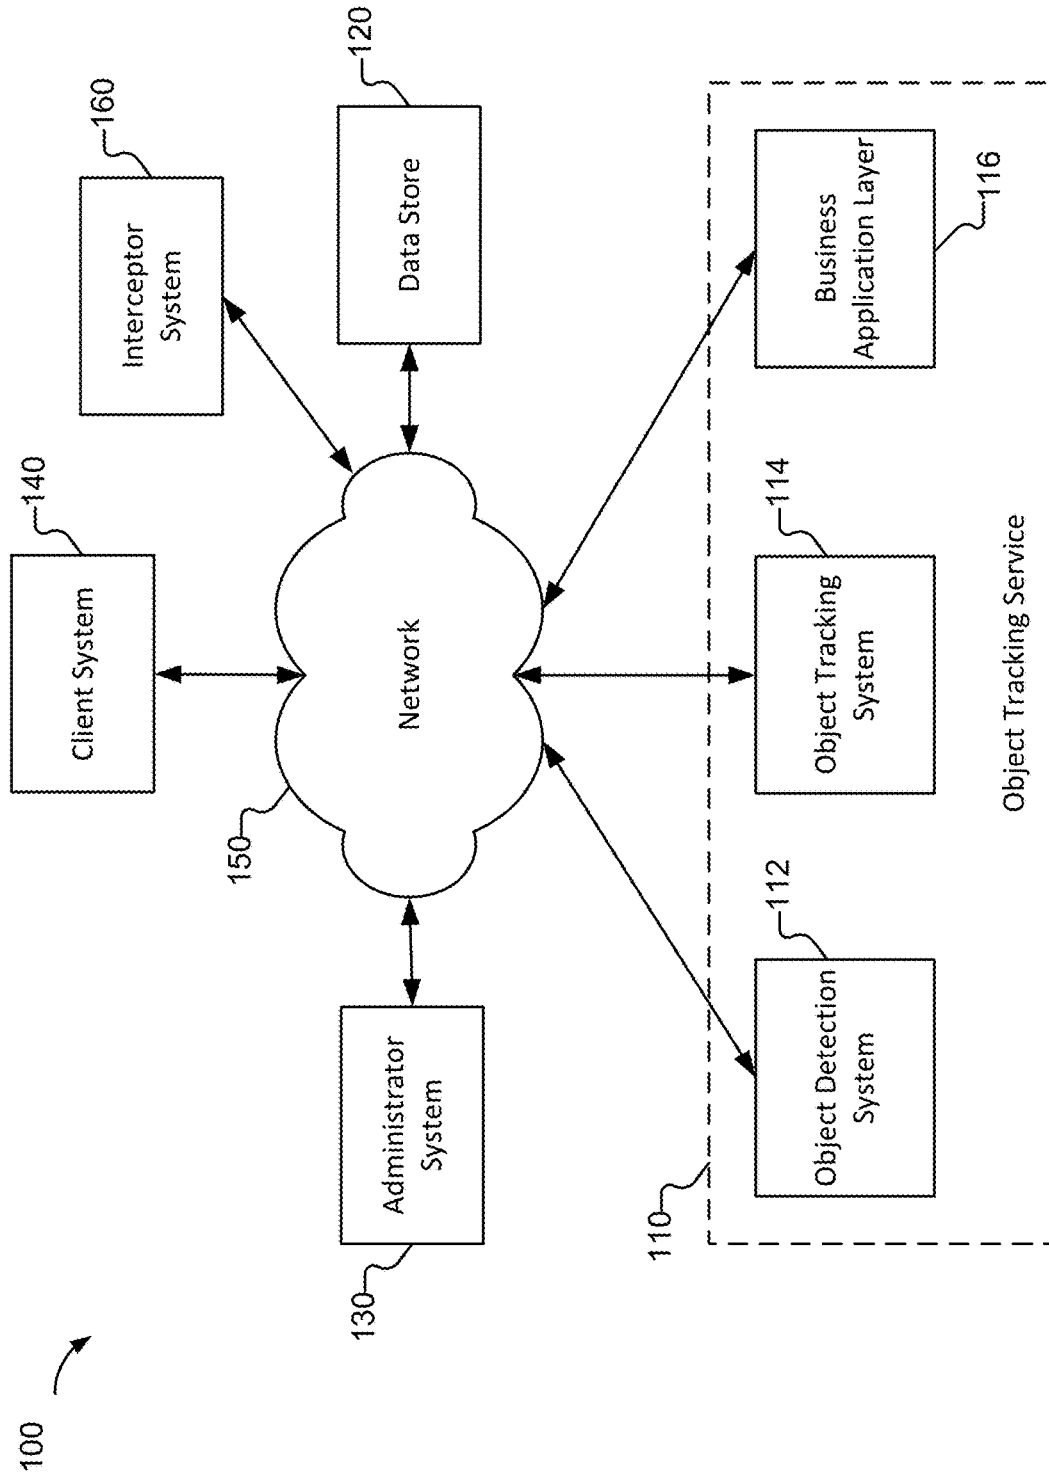 100
Client System
140
Interceptor
System
160
Administrator
System
130
150
Network
Data Store
120
110
Object Detection
System
112
Object Tracking
System
114
Business
Application Layer
116
Object Tracking Service